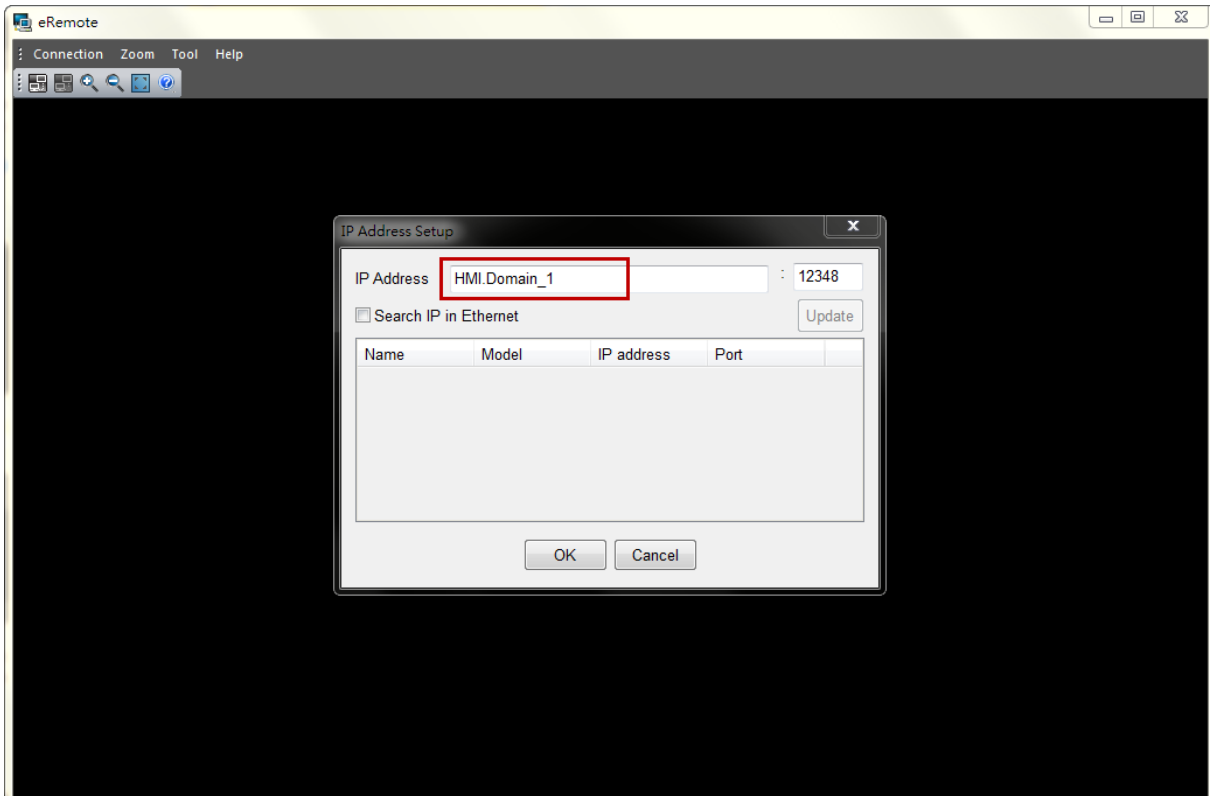 eRemote
Connection Zoom Tool Help
IP Address Setup
IP Address HMI.Domain_1 : 12348
Search IP in Ethernet Update
Name Model IP address Port
OK Cancel